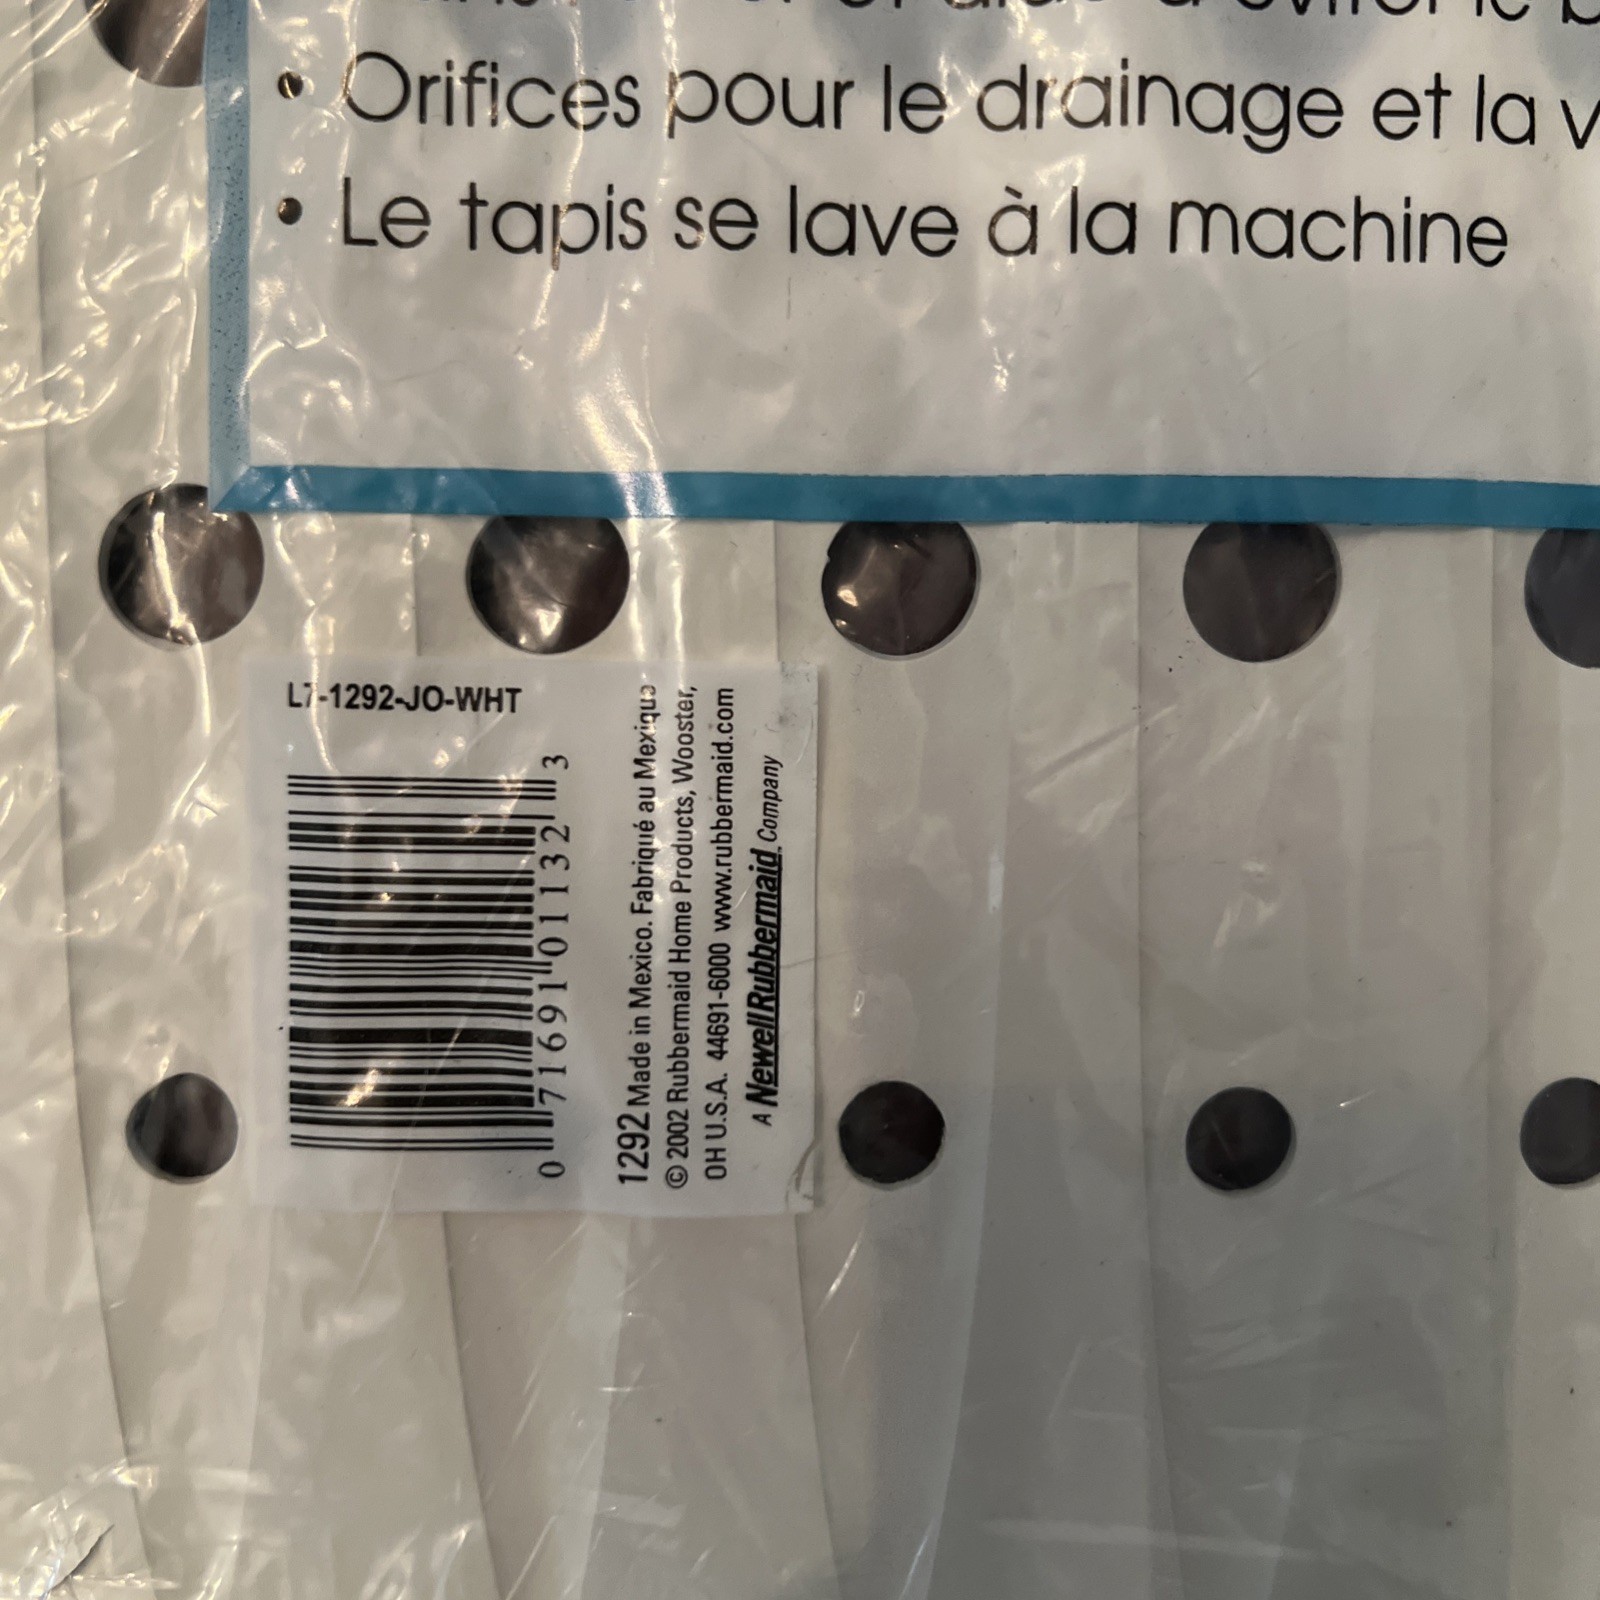 • Orifices pour le drainage et la
• Le tapis se lave à la machine
L7-1292-JO-WHT
0 71691 01132 3
1292 Made in Mexico. Fabriqué au Mexique
© 2002 Rubbermaid Home Products, Wooster,
OH U.S.A. 44691-6000 www.rubbermaid.com
A NewellRubbermaid Company